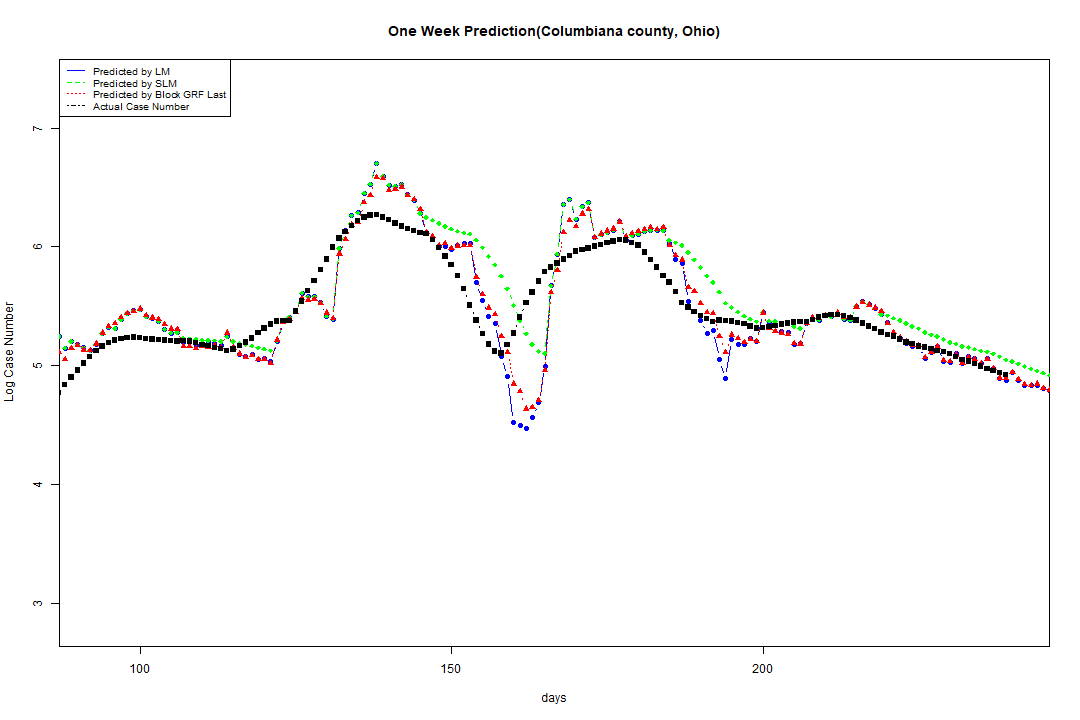 One Week Prediction(Columbiana county, Ohio)
Predicted by LM
Predicted by SLM
Predicted by Block GRF Last
Actual Case Number
7
6
5
4
3
Log Case Number
100 150 200
days